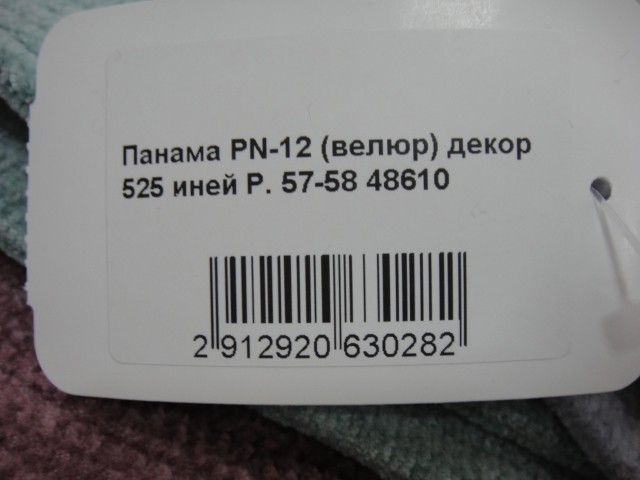 Панама PN-12 (велюр) декор
525 иней Р. 57-58 48610
2 912920 630282